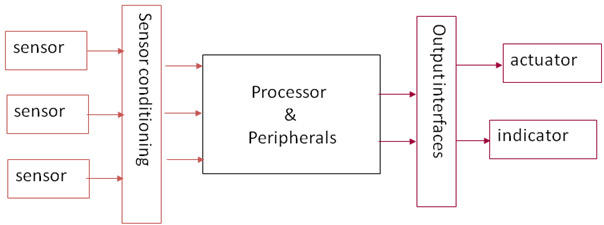 sensor
sensor
sensor
Sensor conditioning
Processor
&
Peripherals
Output interfaces
actuator
indicator